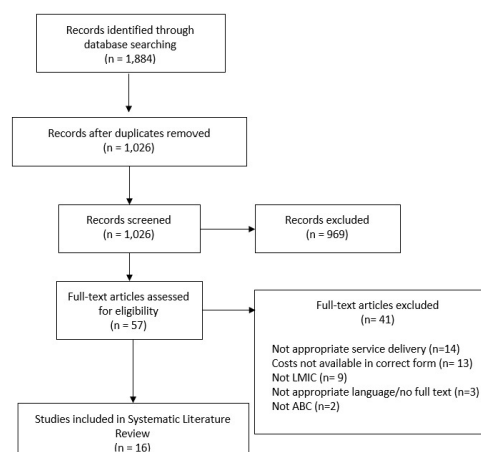 Records identified through
database searching
(n = 1,884)
Records after duplicates removed
(n = 1,026)
Records screened
(n = 1,026)
Records excluded
(n = 969)
Full-text articles assessed
for eligibility
(n = 57)
Full-text articles excluded
(n= 41)
Not appropriate service delivery (n=14)
Costs not available in correct form (n= 13)
Not LMIC (n= 9)
Not appropriate language/no full text (n=3)
Not ABC (n=2)
Studies included in Systematic Literature
Review
(n = 16)